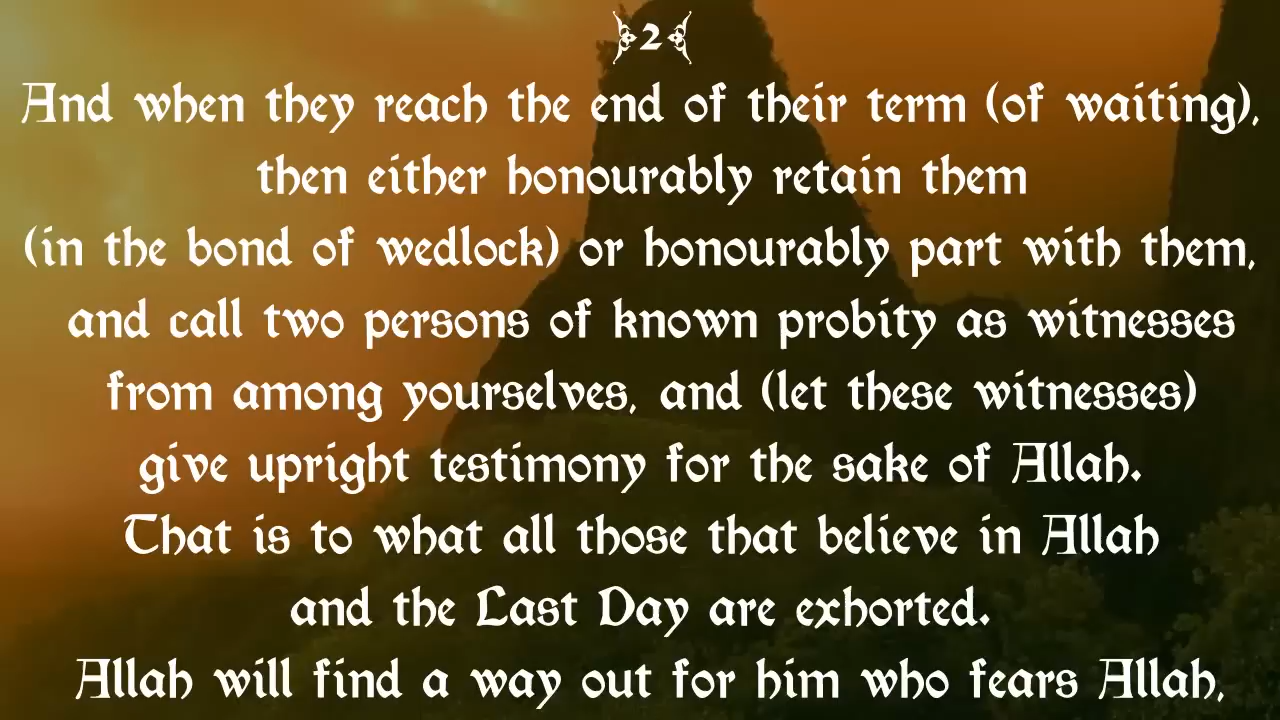 2
And when they reach the end of their term (of waiting),
then either honourably retain them
(in the bond of wedlock) or honourably part with them,
and call two persons of known probity as witnesses
from among yourselves, and (let these witnesses)
give upright testimony for the sake of Allah.
That is to what all those that believe in Allah
and the Last Day are exhorted.
Allah will find a way out for him who fears Allah,